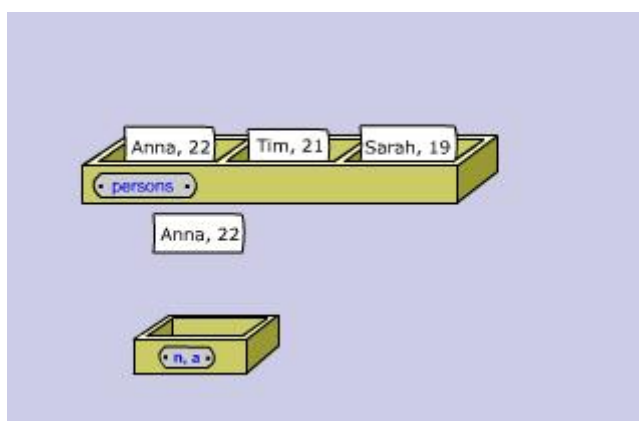 Anna, 22
Tim, 21
Sarah, 19
persons
Anna, 22
n, a